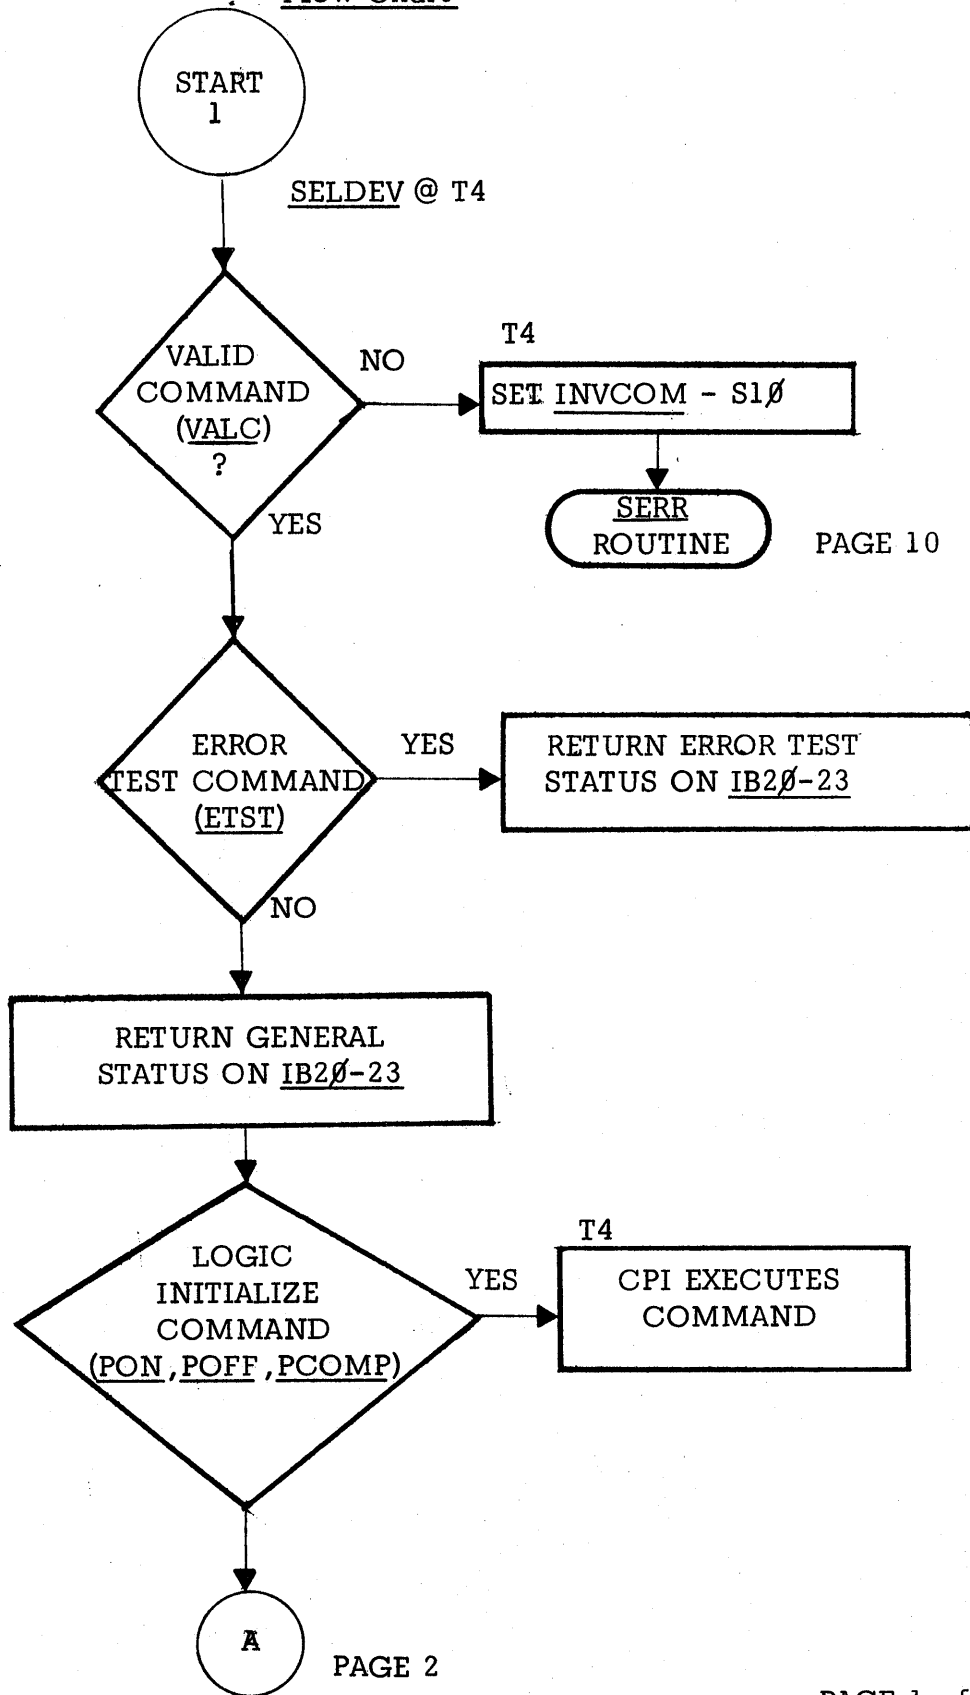 Flow Chart
START
1
SELDEV @ T4
VALID
COMMAND
(VALC)
?
NO
T4
SET INVCOM - S1Ø
SERR
ROUTINE
PAGE 10
YES
ERROR
TEST COMMAND
(ETST)
YES
RETURN ERROR TEST
STATUS ON IB2Ø-23
NO
RETURN GENERAL
STATUS ON IB2Ø-23
LOGIC
INITIALIZE
COMMAND
(PON, POFF, PCOMP)
YES
T4
CPI EXECUTES
COMMAND
A
PAGE 2
PAGE 1